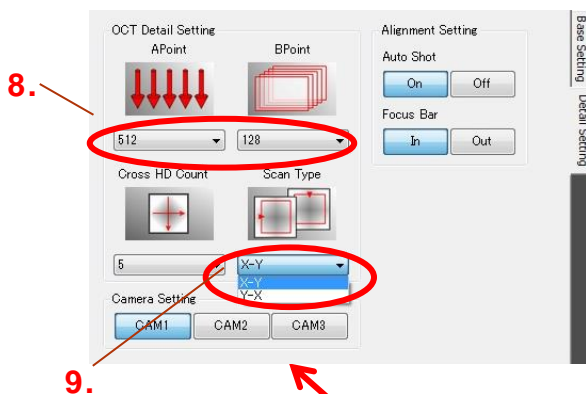 OCT Detail Setting
APoint
BPoint
8.
512
128
Cross HD Count
Scan Type
5
X-Y
X-Y
Y-X
Camera Setting
CAM1
CAM2
CAM3
9.
Alignment Setting
Auto Shot
On
Off
Focus Bar
In
Out
Base Setting
Detail Setting